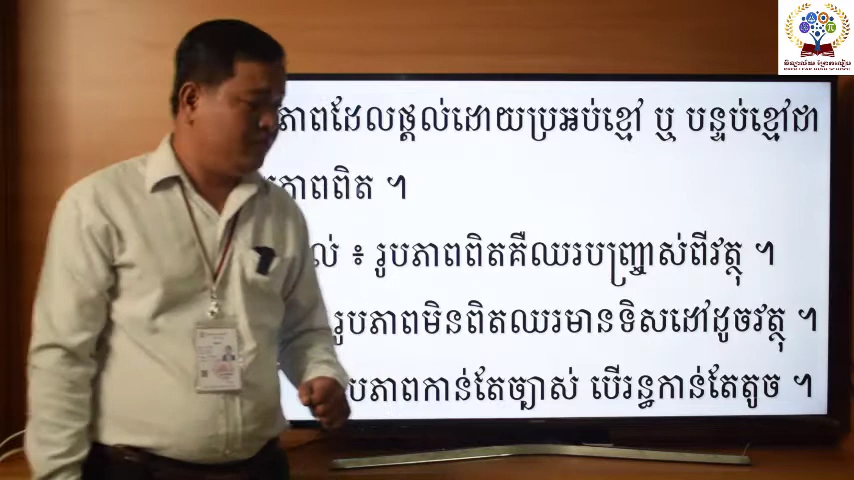 ភាពដែលផ្តល់ដោយប្រអប់ខ្មៅ ឬ បន្ទប់ខ្មៅជា
ភាពពិត ។
ល់ ៖ រូបភាពពិតគឺឈរបញ្ច្រាស់ពីវត្ថុ ។
រូបភាពមិនពិតឈរមានទិសដៅដូចវត្ថុ ។
បភាពកាន់តែច្បាស់ បើរន្ធកាន់តែតូច ។